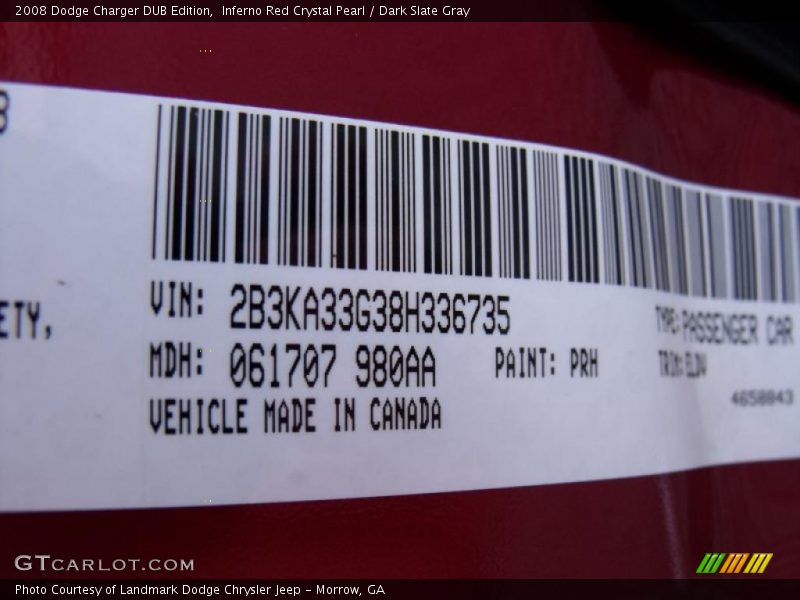 2008 Dodge Charger DUB Edition,  Inferno Red Crystal Pearl / Dark Slate Gray
ETY,
VIN: 2B3KA33G38H336735
TYPE: PASSENGER CAR
MDH: 061707 980AA
PAINT: PRH
TRIM:
VEHICLE MADE IN CANADA
4658843
GTCARLOT.COM
Photo Courtesy of Landmark Dodge Chrysler Jeep - Morrow, GA